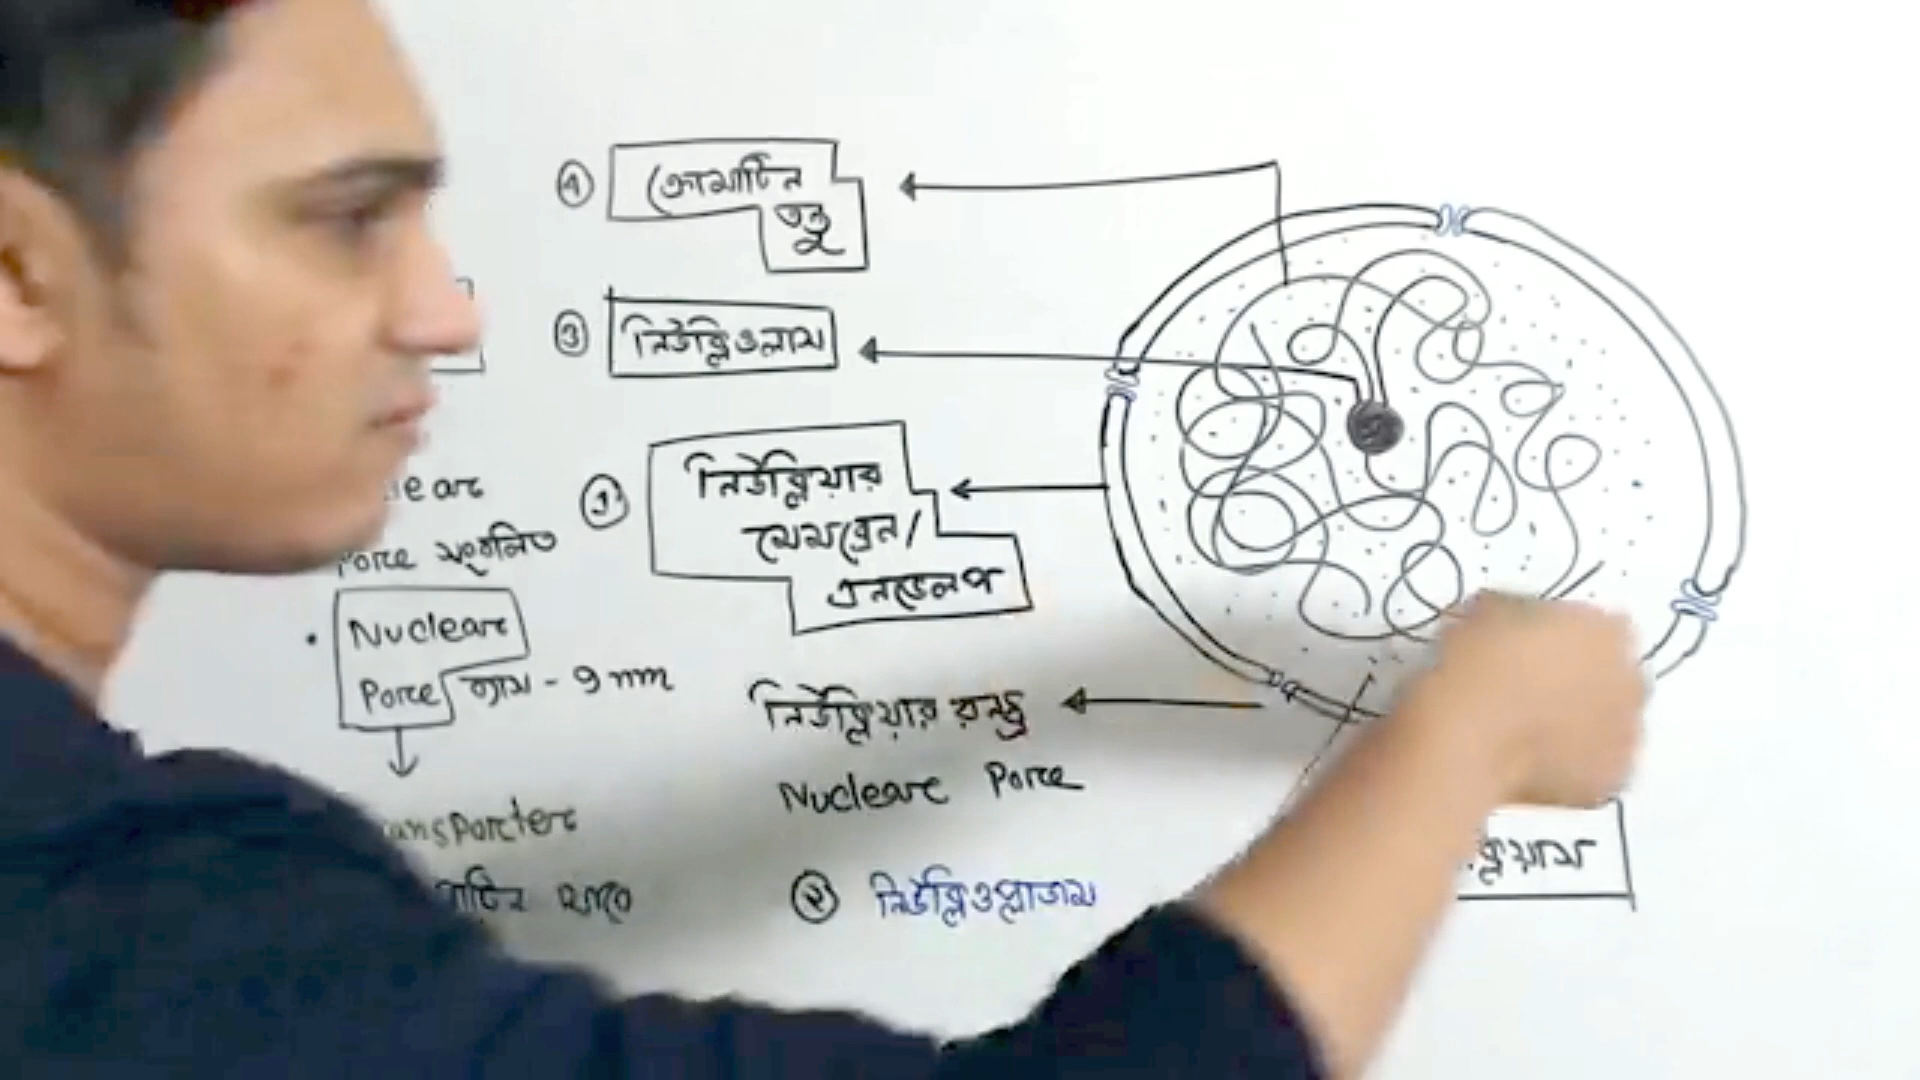 ৪ ক্রোমাটিন
তন্তু
৩ নিউক্লিওলাস
১ নিউক্লিয়ার
মেমব্রেন/
এনভেলপ
Pore সংবলিত
Nuclear
Pore ব্যাস - 9 nm
নিউক্লিয়ার রন্ধ্র
Nuclear Pore
২ নিউক্লিওপ্লাজম